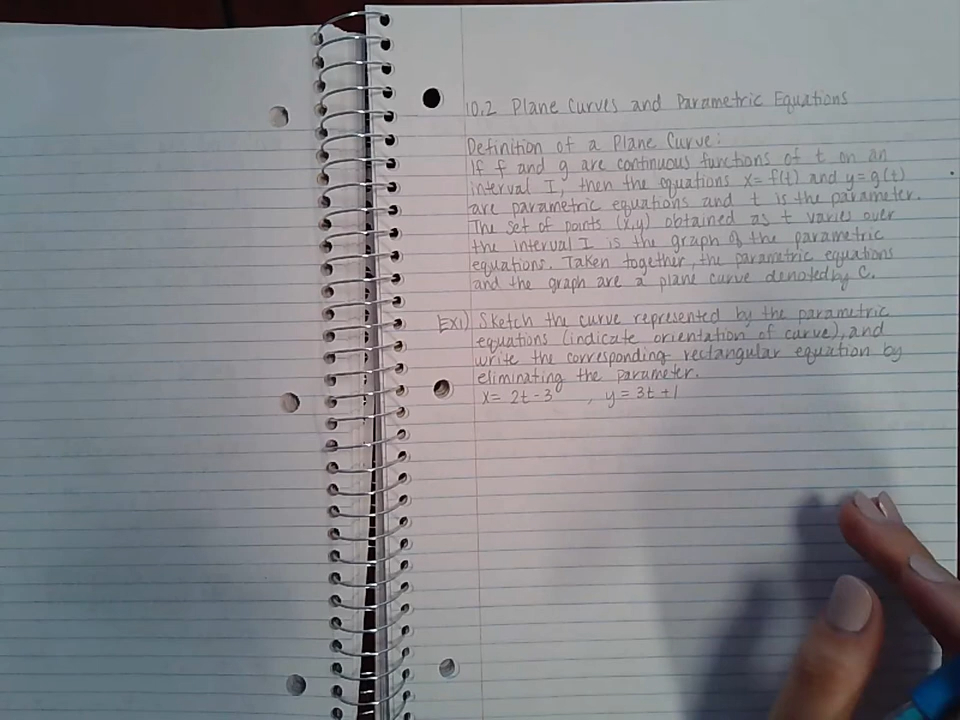 10.2 Plane Curves and Parametric Equations
Definition of a Plane Curve:
If f and g are continuous functions of t on an
interval I, then the equations x= f(t) and y=g(t)
are parametric equations and t is the parameter.
The set of points (x,y) obtained as t varies over
the interval I is the graph of the parametric
equations. Taken together, the parametric equations
and the graph are a plane curve denoted by C.
EX1) Sketch the curve represented by the parametric
equations (indicate orientation of curve), and
write the corresponding rectangular equation by
eliminating the parameter.
x= 2t-3 , y=3t+1